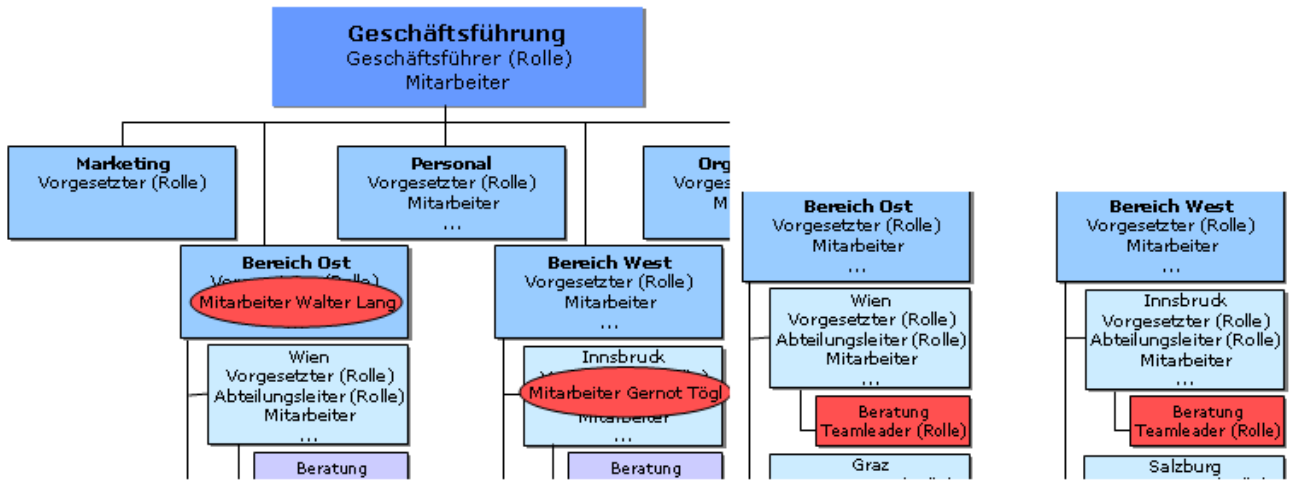 Geschäftsführung
Geschäftsführer (Rolle)
Mitarbeiter
Marketing
Vorgesetzter (Rolle)
Personal
Vorgesetzter (Rolle)
Mitarbeiter
...
Bereich Ost
Mitarbeiter Walter Lang
Wien
Vorgesetzter (Rolle)
Abteilungsleiter (Rolle)
Mitarbeiter
...
Beratung
Bereich West
Vorgesetzter (Rolle)
Mitarbeiter
...
Innsbruck
Mitarbeiter Gernot Tögl
Mitarbeiter
...
Beratung
Bereich Ost
Vorgesetzter (Rolle)
Mitarbeiter
...
Wien
Vorgesetzter (Rolle)
Abteilungsleiter (Rolle)
Mitarbeiter
...
Beratung
Teamleader (Rolle)
Graz
Bereich West
Vorgesetzter (Rolle)
Mitarbeiter
...
Innsbruck
Vorgesetzter (Rolle)
Abteilungsleiter (Rolle)
Mitarbeiter
...
Beratung
Teamleader (Rolle)
Salzburg